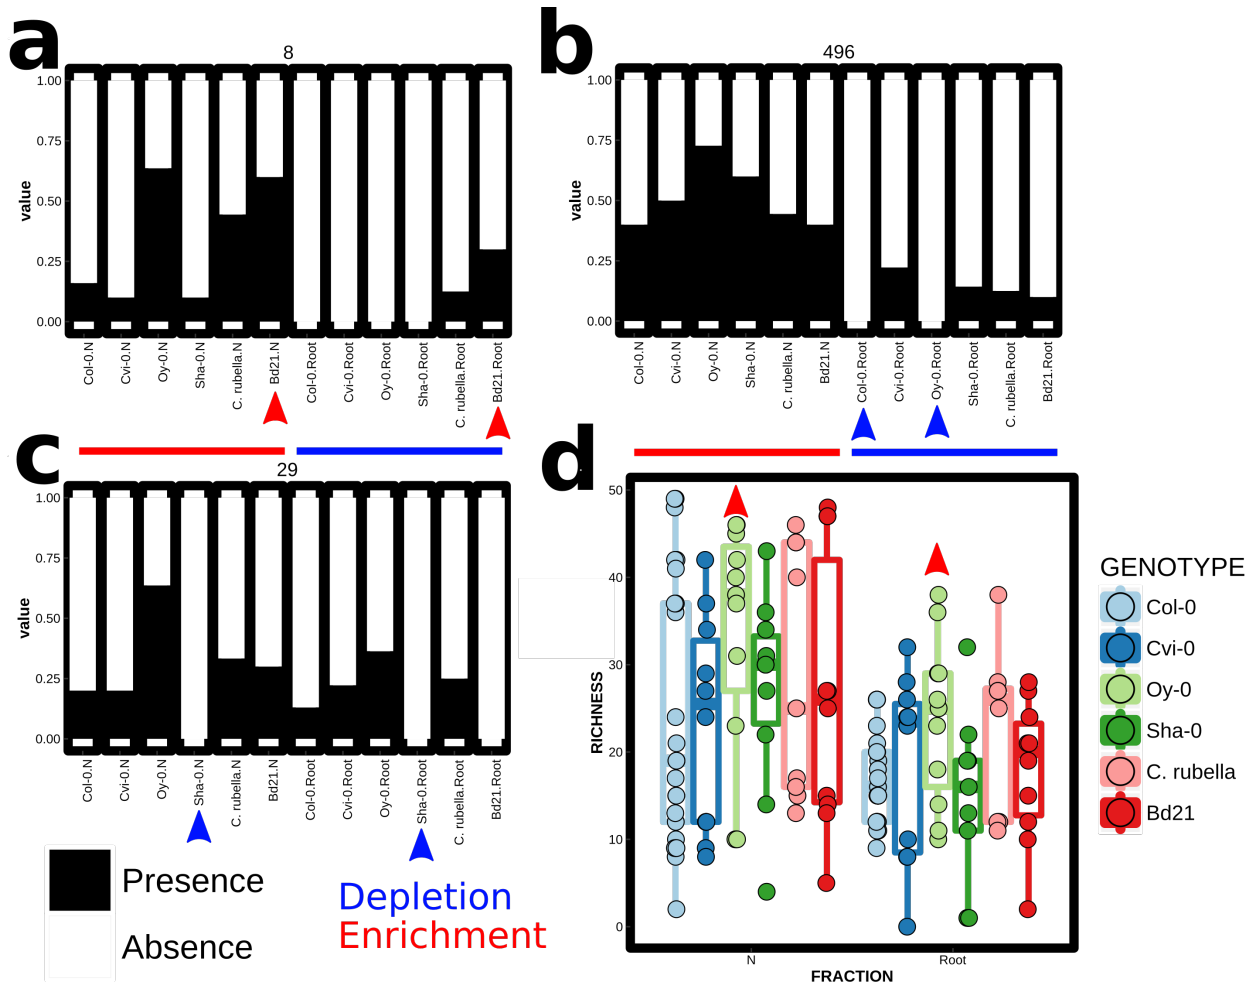 a
8
1.00
0.75
0.50
0.25
0.00
value
Col-0.N
Cvi-0.N
Oy-0.N
Sha-0.N
C. rubella.N
Bd21.N
Col-0.Root
Cvi-0.Root
Oy-0.Root
Sha-0.Root
C. rubella.Root
Bd21.Root
b
496
1.00
0.75
0.50
0.25
0.00
value
Col-0.N
Cvi-0.N
Oy-0.N
Sha-0.N
C. rubella.N
Bd21.N
Col-0.Root
Cvi-0.Root
Oy-0.Root
Sha-0.Root
C. rubella.Root
Bd21.Root
c
29
1.00
0.75
0.50
0.25
0.00
value
Col-0.N
Cvi-0.N
Oy-0.N
Sha-0.N
C. rubella.N
Bd21.N
Col-0.Root
Cvi-0.Root
Oy-0.Root
Sha-0.Root
C. rubella.Root
Bd21.Root
Presence
Absence
Depletion
Enrichment
d
50
40
30
20
10
0
RICHNESS
N
Root
FRACTION
GENOTYPE
Col-0
Cvi-0
Oy-0
Sha-0
C. rubella
Bd21